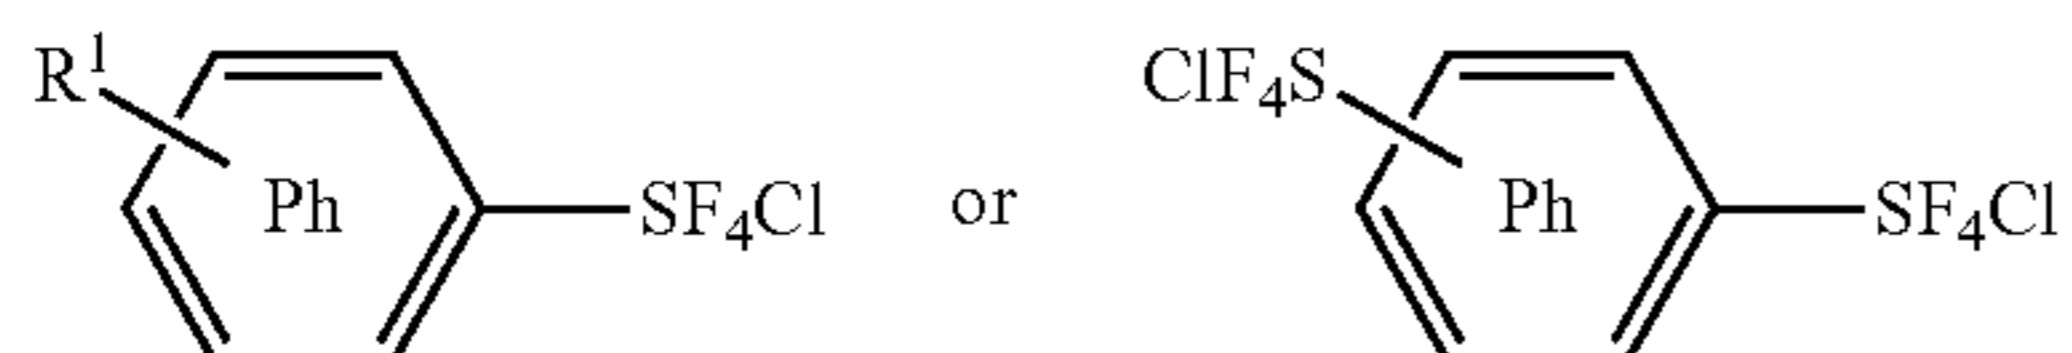 R¹ Ph SF₄Cl or ClF₄S Ph SF₄Cl